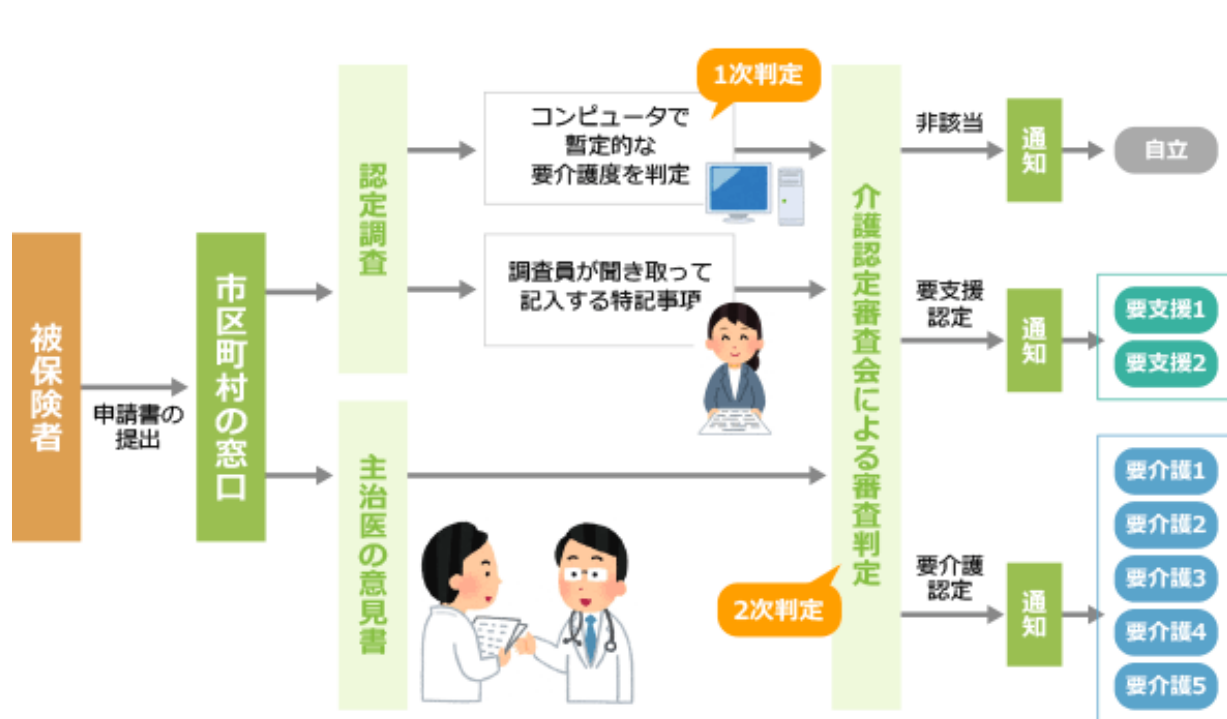 被保険者
申請書の
提出
市区町村の窓口
認定調査
1次判定
コンピュータで
暫定的な
要介護度を判定
調査員が聞き取って
記入する特記事項
主治医の意見書
介護認定審査会による審査判定
2次判定
非該当
通知
自立
要支援
認定
通知
要支援1
要支援2
要介護
認定
通知
要介護1
要介護2
要介護3
要介護4
要介護5